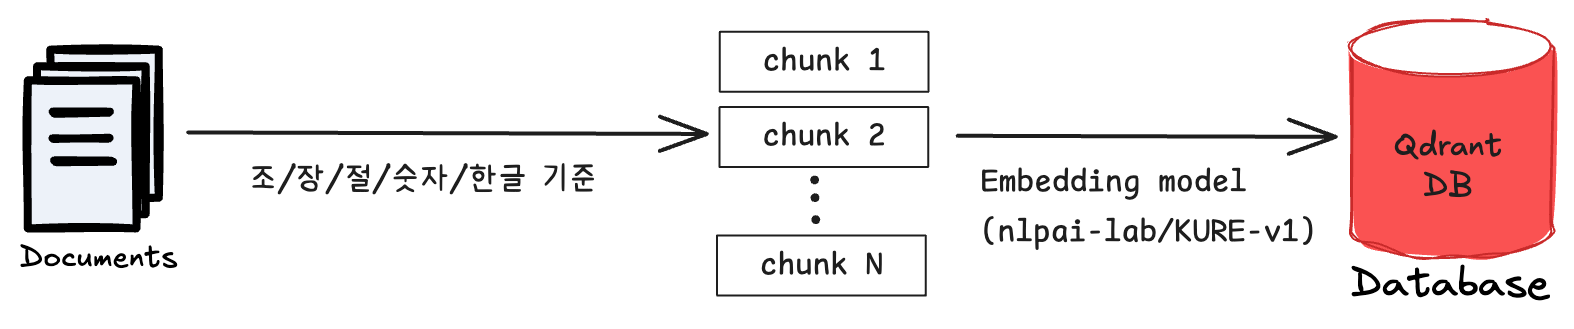 Documents
조/장/절/숫자/한글 기준
chunk 1
chunk 2
chunk N
Embedding model
(nlpai-lab/KURE-v1)
Qdrant
DB
Database